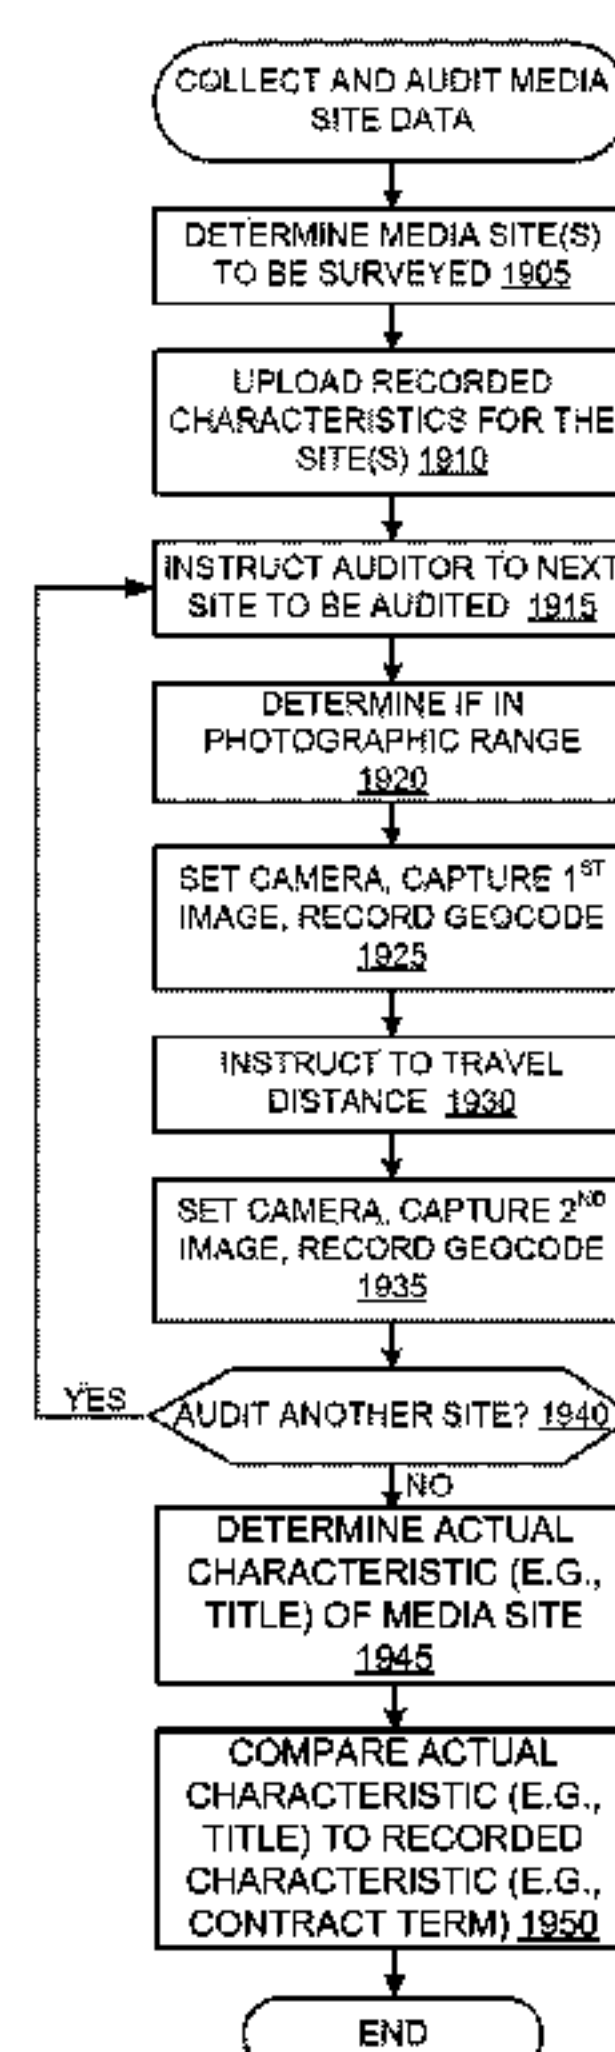 COLLECT AND AUDIT MEDIA
SITE DATA
DETERMINE MEDIA SITE(S)
TO BE SURVEYED 1905
UPLOAD RECORDED
CHARACTERISTICS FOR THE
SITE(S) 1910
INSTRUCT AUDITOR TO NEXT
SITE TO BE AUDITED 1915
DETERMINE IF IN
PHOTOGRAPHIC RANGE
1920
SET CAMERA, CAPTURE 1ST
IMAGE, RECORD GEOCODE
1925
INSTRUCT TO TRAVEL
DISTANCE 1930
SET CAMERA, CAPTURE 2ND
IMAGE, RECORD GEOCODE
1935
YES
AUDIT ANOTHER SITE? 1940
NO
DETERMINE ACTUAL
CHARACTERISTIC (E.G.,
TITLE) OF MEDIA SITE
1945
COMPARE ACTUAL
CHARACTERISTIC (E.G.,
TITLE) TO RECORDED
CHARACTERISTIC (E.G.,
CONTRACT TERM) 1950
END